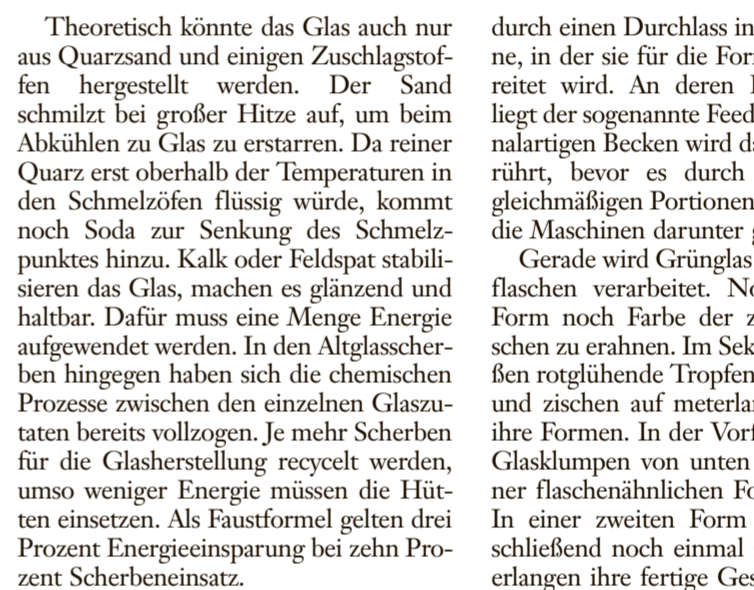 Theoretisch könnte das Glas auch nur
aus Quarzsand und einigen Zuschlagstof-
fen hergestellt werden. Der Sand
schmilzt bei großer Hitze auf, um beim
Abkühlen zu Glas zu erstarren. Da reiner
Quarz erst oberhalb der Temperaturen in
den Schmelzöfen flüssig würde, kommt
noch Soda zur Senkung des Schmelz-
punktes hinzu. Kalk oder Feldspat stabili-
sieren das Glas, machen es glänzend und
haltbar. Dafür muss eine Menge Energie
aufgewendet werden. In den Altglasscher-
ben hingegen haben sich die chemischen
Prozesse zwischen den einzelnen Glaszu-
taten bereits vollzogen. Je mehr Scherben
für die Glasherstellung recycelt werden,
umso weniger Energie müssen die Hüt-
ten einsetzen. Als Faustformel gelten drei
Prozent Energieeinsparung bei zehn Pro-
zent Scherbeneinsatz.
durch einen Durchlass in
ne, in der sie für die
reitet wird. An deren
liegt der sogenannte
nalartigen Becken wird
rührt, bevor es durch
gleichmäßigen Portionen
die Maschinen darunter
Gerade wird Grünglas
flaschen verarbeitet.
Form noch Farbe der
schen zu erahnen. Im
ßen rotglühende Tropfen
und zischen auf
ihre Formen. In der
Glasklumpen von unten
ner flaschenähnlichen
In einer zweiten Form
schließend noch einmal
erlangen ihre fertige